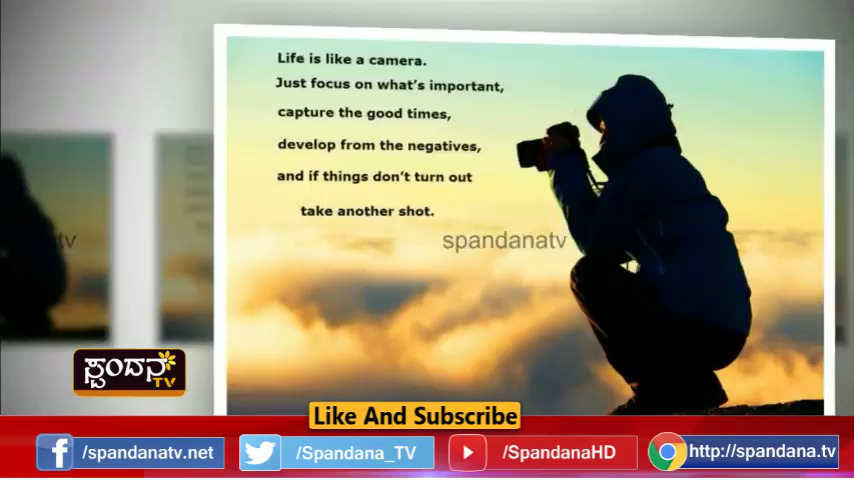 Life is like a camera.
Just focus on what's important,
capture the good times,
develop from the negatives,
and if things don't turn out
take another shot.
spandanatv
tv
ಸ್ಪಂದನ
TV
Like And Subscribe
/spandanatv.net
/Spandana_TV
/SpandanaHD
http://spandana.tv